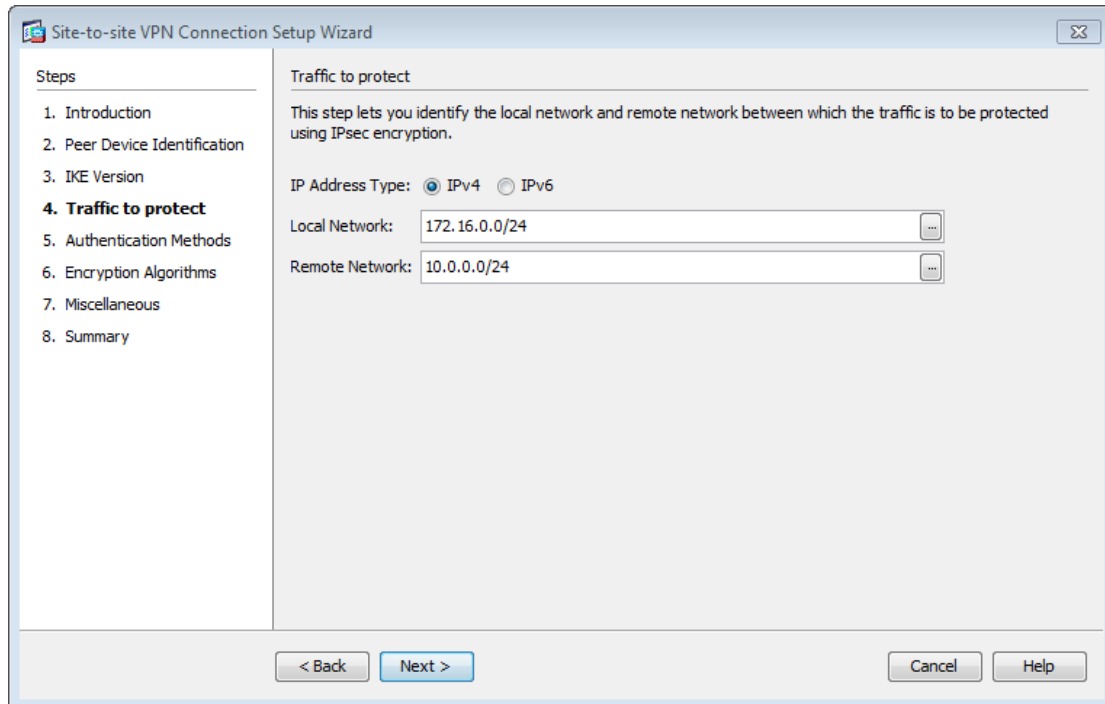 Site-to-site VPN Connection Setup Wizard
Steps
1. Introduction
2. Peer Device Identification
3. IKE Version
4. Traffic to protect
5. Authentication Methods
6. Encryption Algorithms
7. Miscellaneous
8. Summary
Traffic to protect
This step lets you identify the local network and remote network between which the traffic is to be protected
using IPsec encryption.
IP Address Type: IPv4 IPv6
Local Network: 172.16.0.0/24 ...
Remote Network: 10.0.0.0/24 ...
< Back Next > Cancel Help